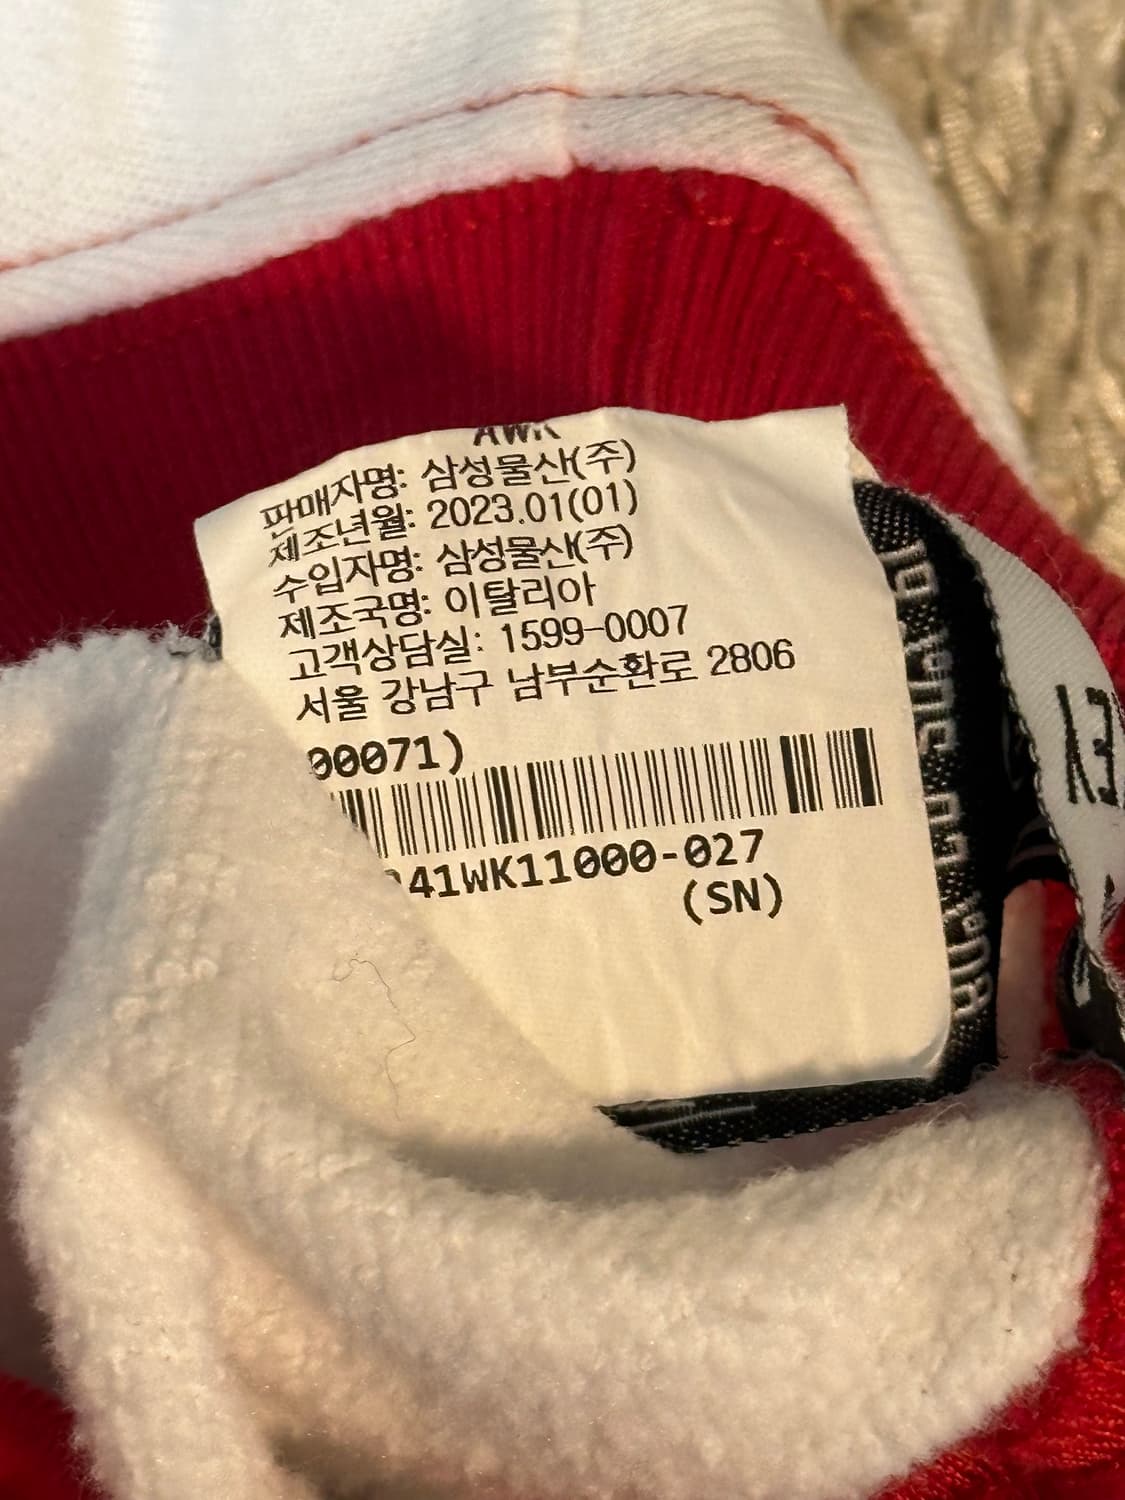 AWK
판매자명: 삼성물산(주)
제조년월: 2023.01(01)
수입자명: 삼성물산(주)
제조국명: 이탈리아
고객상담실: 1599-0007
서울 강남구 남부순환로 2806
00071)
41WK11000-027
(SN)